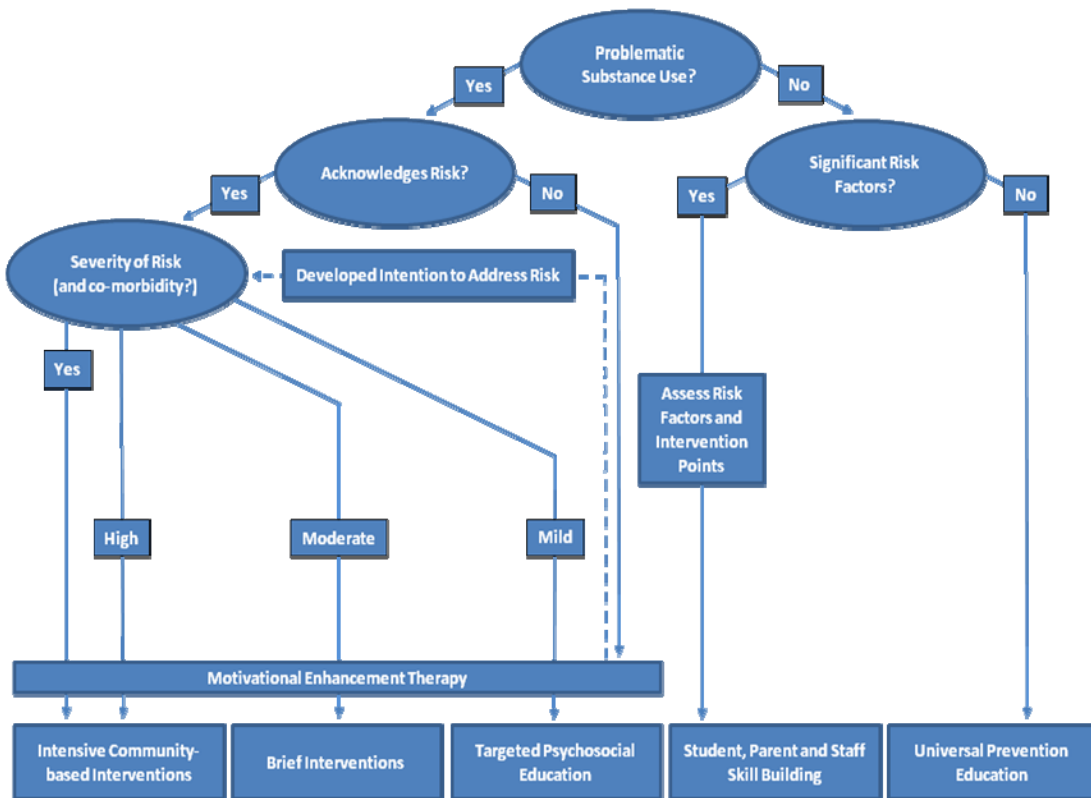 Problematic
Substance Use?
Yes
No
Acknowledges Risk?
Significant Risk
Factors?
Yes
No
Yes
No
Severity of Risk
(and co-morbidity?)
Developed Intention to Address Risk
Yes
Assess Risk
Factors and
Intervention
Points
High
Moderate
Mild
Motivational Enhancement Therapy
Intensive Community-
based Interventions
Brief Interventions
Targeted Psychosocial
Education
Student, Parent and Staff
Skill Building
Universal Prevention
Education